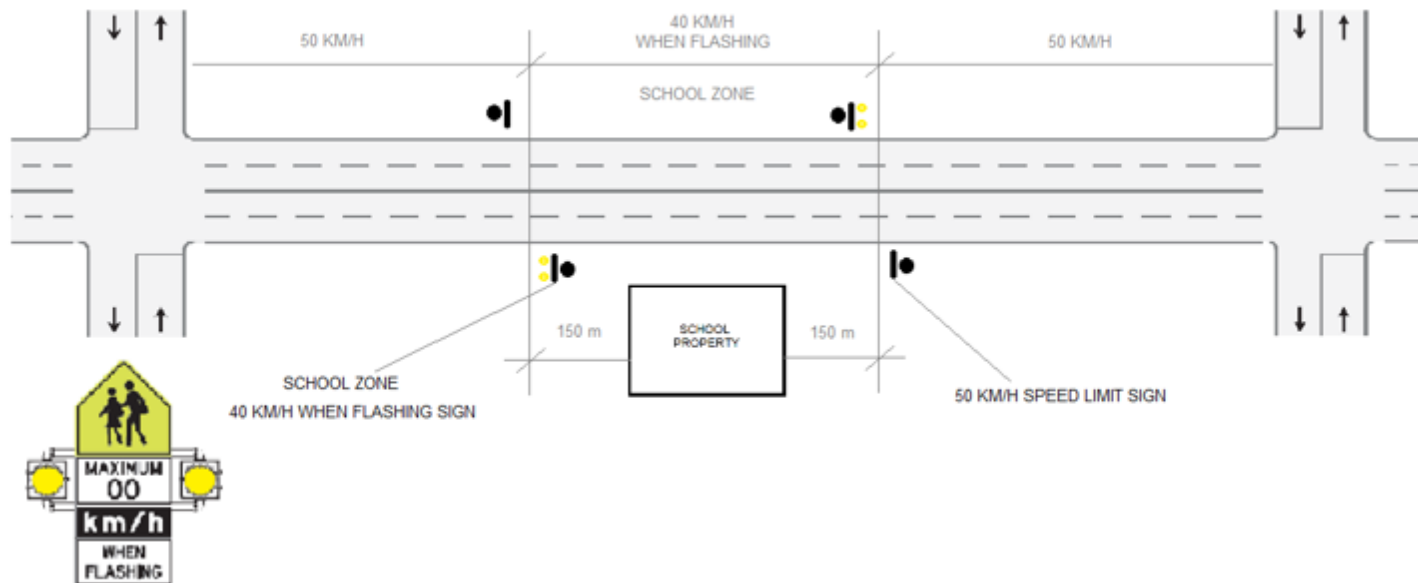 40 KM/H
50 KM/H
WHEN FLASHING
50 KM/H
SCHOOL ZONE
150 m
SCHOOL
PROPERTY
150 m
SCHOOL ZONE
40 KM/H WHEN FLASHING SIGN
50 KM/H SPEED LIMIT SIGN
MAXIMUM
00
km/h
WHEN
FLASHING